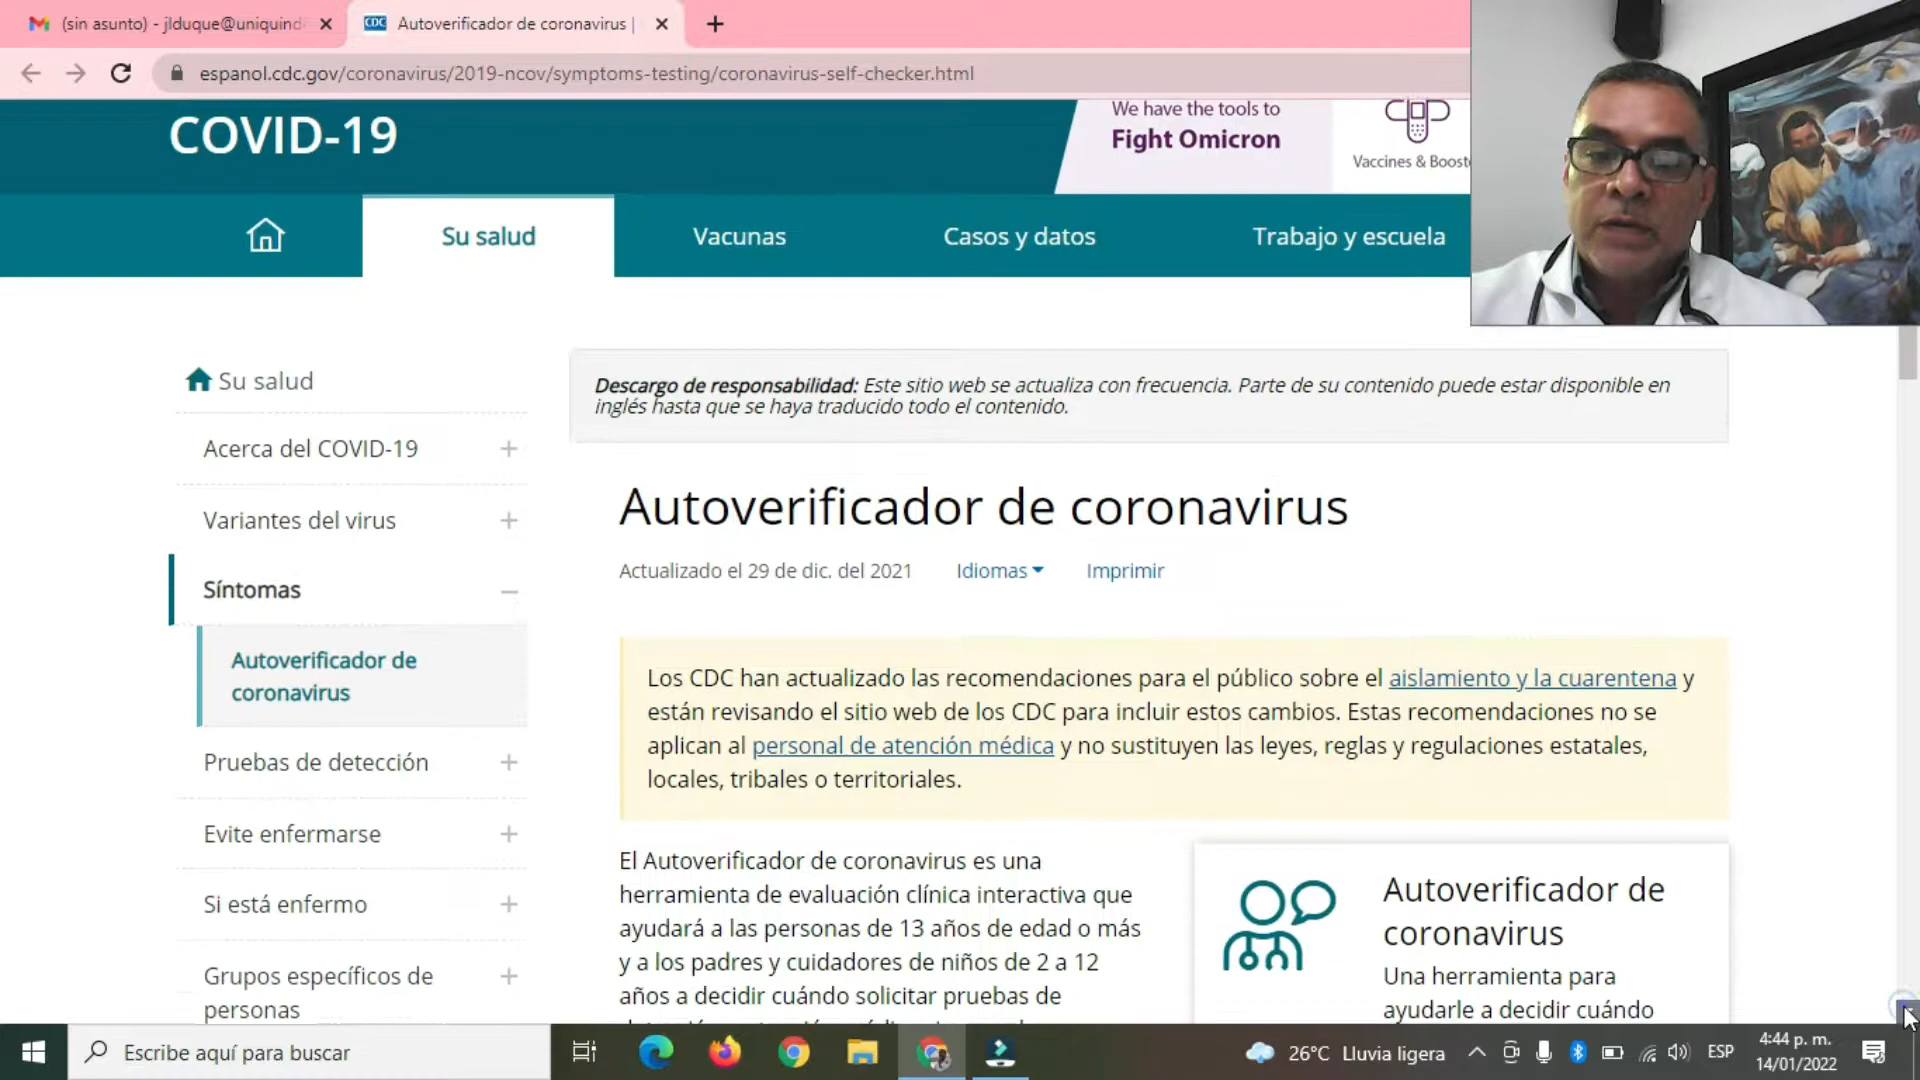 (sin asunto) - jlduque@uniquind
CDC
Autoverificador de coronavirus |
espanol.cdc.gov/coronavirus/2019-ncov/symptoms-testing/coronavirus-self-checker.html
COVID-19
We have the tools to
Fight Omicron
Vaccines & Boost
Su salud
Vacunas
Casos y datos
Trabajo y escuela
Su salud
Acerca del COVID-19
Variantes del virus
Síntomas
Autoverificador de
coronavirus
Pruebas de detección
Evite enfermarse
Si está enfermo
Grupos específicos de
personas
Descargo de responsabilidad: Este sitio web se actualiza con frecuencia. Parte de su contenido puede estar disponible en
inglés hasta que se haya traducido todo el contenido.
Autoverificador de coronavirus
Actualizado el 29 de dic. del 2021
Idiomas
Imprimir
Los CDC han actualizado las recomendaciones para el público sobre el aislamiento y la cuarentena y
están revisando el sitio web de los CDC para incluir estos cambios. Estas recomendaciones no se
aplican al personal de atención médica y no sustituyen las leyes, reglas y regulaciones estatales,
locales, tribales o territoriales.
El Autoverificador de coronavirus es una
herramienta de evaluación clínica interactiva que
ayudará a las personas de 13 años de edad o más
y a los padres y cuidadores de niños de 2 a 12
años a decidir cuándo solicitar pruebas de
Autoverificador de
coronavirus
Una herramienta para
ayudarle a decidir cuándo
Escribe aquí para buscar
26°C Lluvia ligera
ESP
4:44 p. m.
14/01/2022